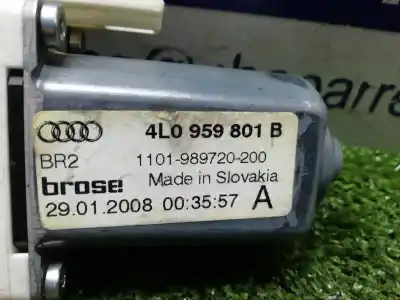 4L0 959 801 B
BR2 1101-989720-200
brose Made in Slovakia
29.01.2008 00:35:57 A